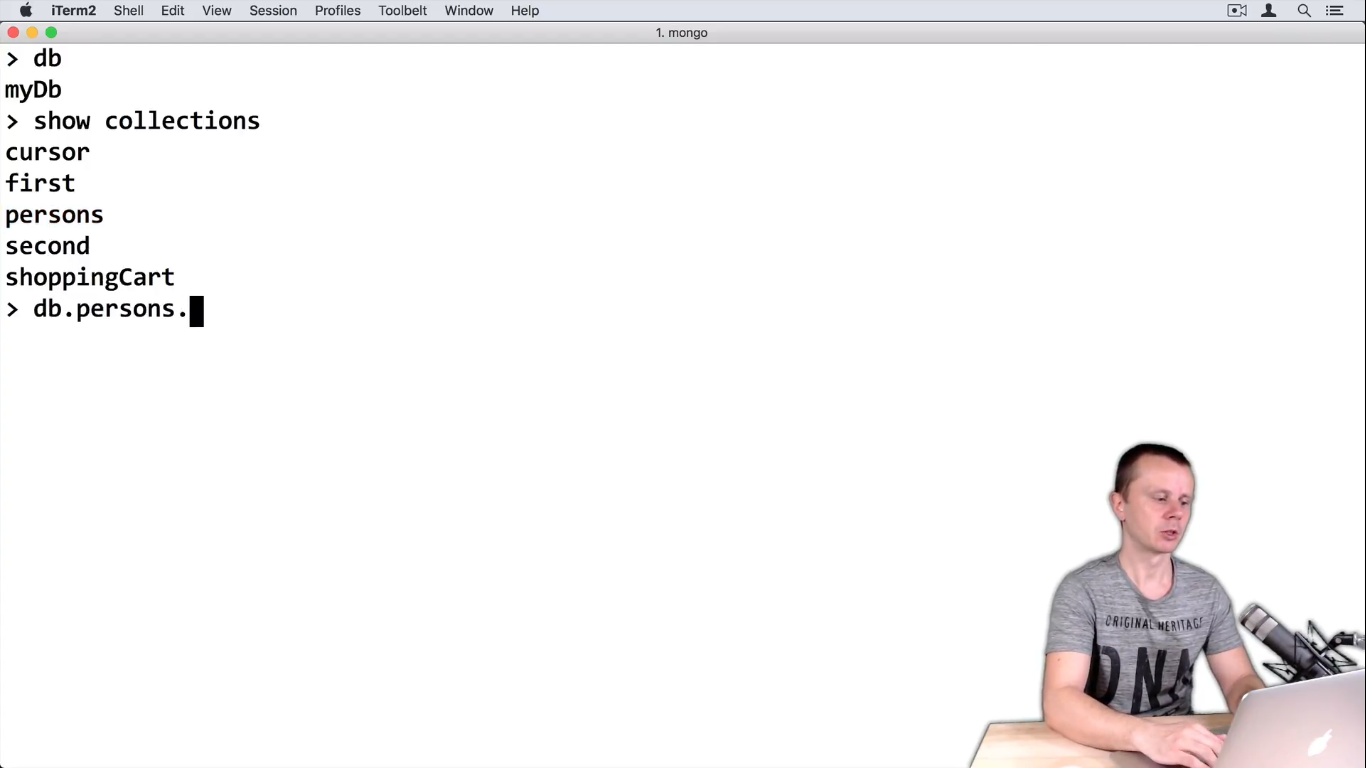 iTerm2 Shell Edit View Session Profiles Toolbelt Window Help
1. mongo
> db
myDb
> show collections
cursor
first
persons
second
shoppingCart
> db.persons.
ORIGINAL HERITAGE
DNA